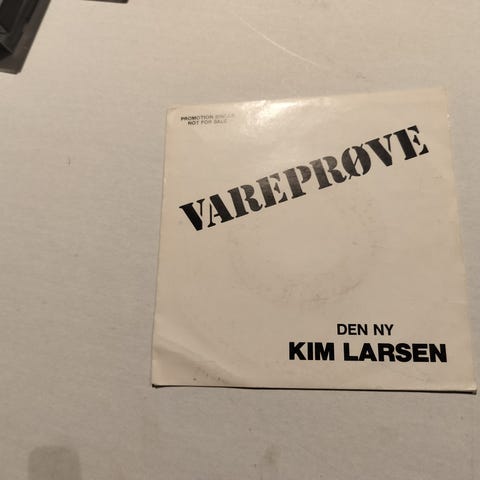 PROMOTION SINGLE
NOT FOR SALE
VAREPRØVE
DEN NY
KIM LARSEN